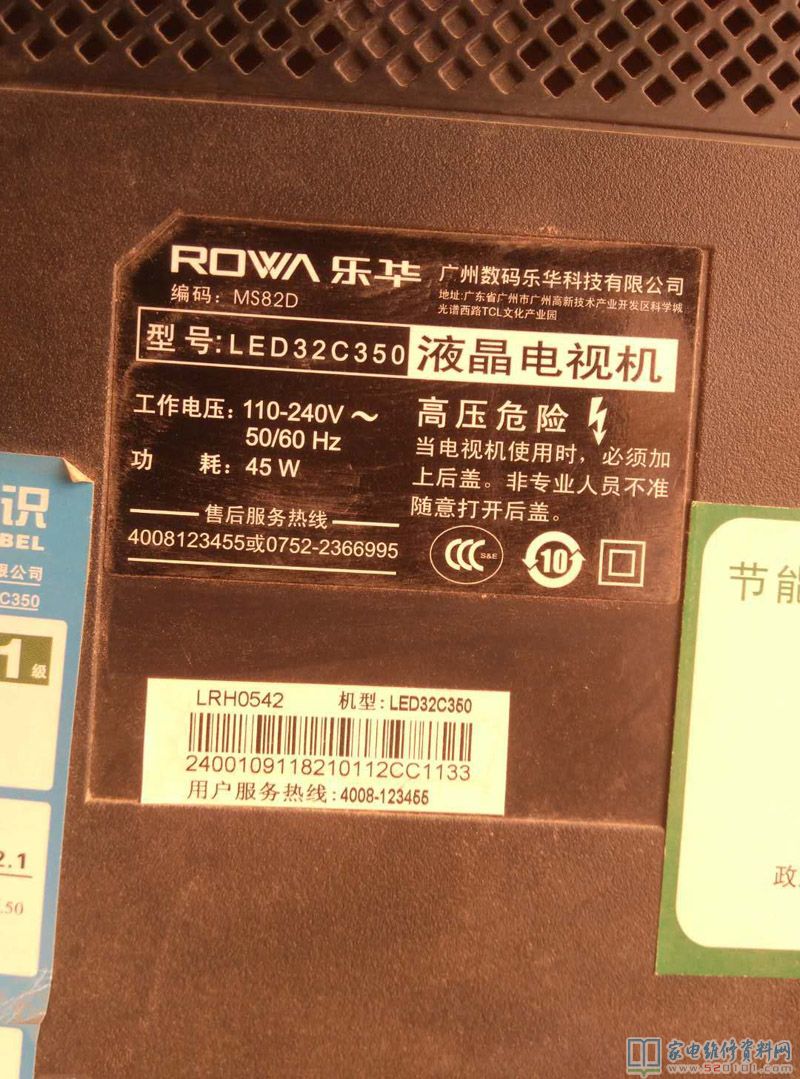 ROWA 乐华
广州数码乐华科技有限公司
编码：MS82D
地址:广东省广州市广州高新技术产业开发区科学城
光谱西路TCL文化产业园
型号:LED32C350
液晶电视机
工作电压：110-240V～
50/60 Hz
功 耗：45 W
高压危险
当电视机使用时，必须加
上后盖。非专业人员不准
随意打开后盖。
售后服务热线
4008123455或0752-2366995
CCC S&E
10
识
BEL
限公司
C350
1级
2.1
.50
节能
政
LRH0542
机型:LED32C350
2400109118210112CC1133
用户服务热线:4008-123455
家电维修资料网
www.520101.com